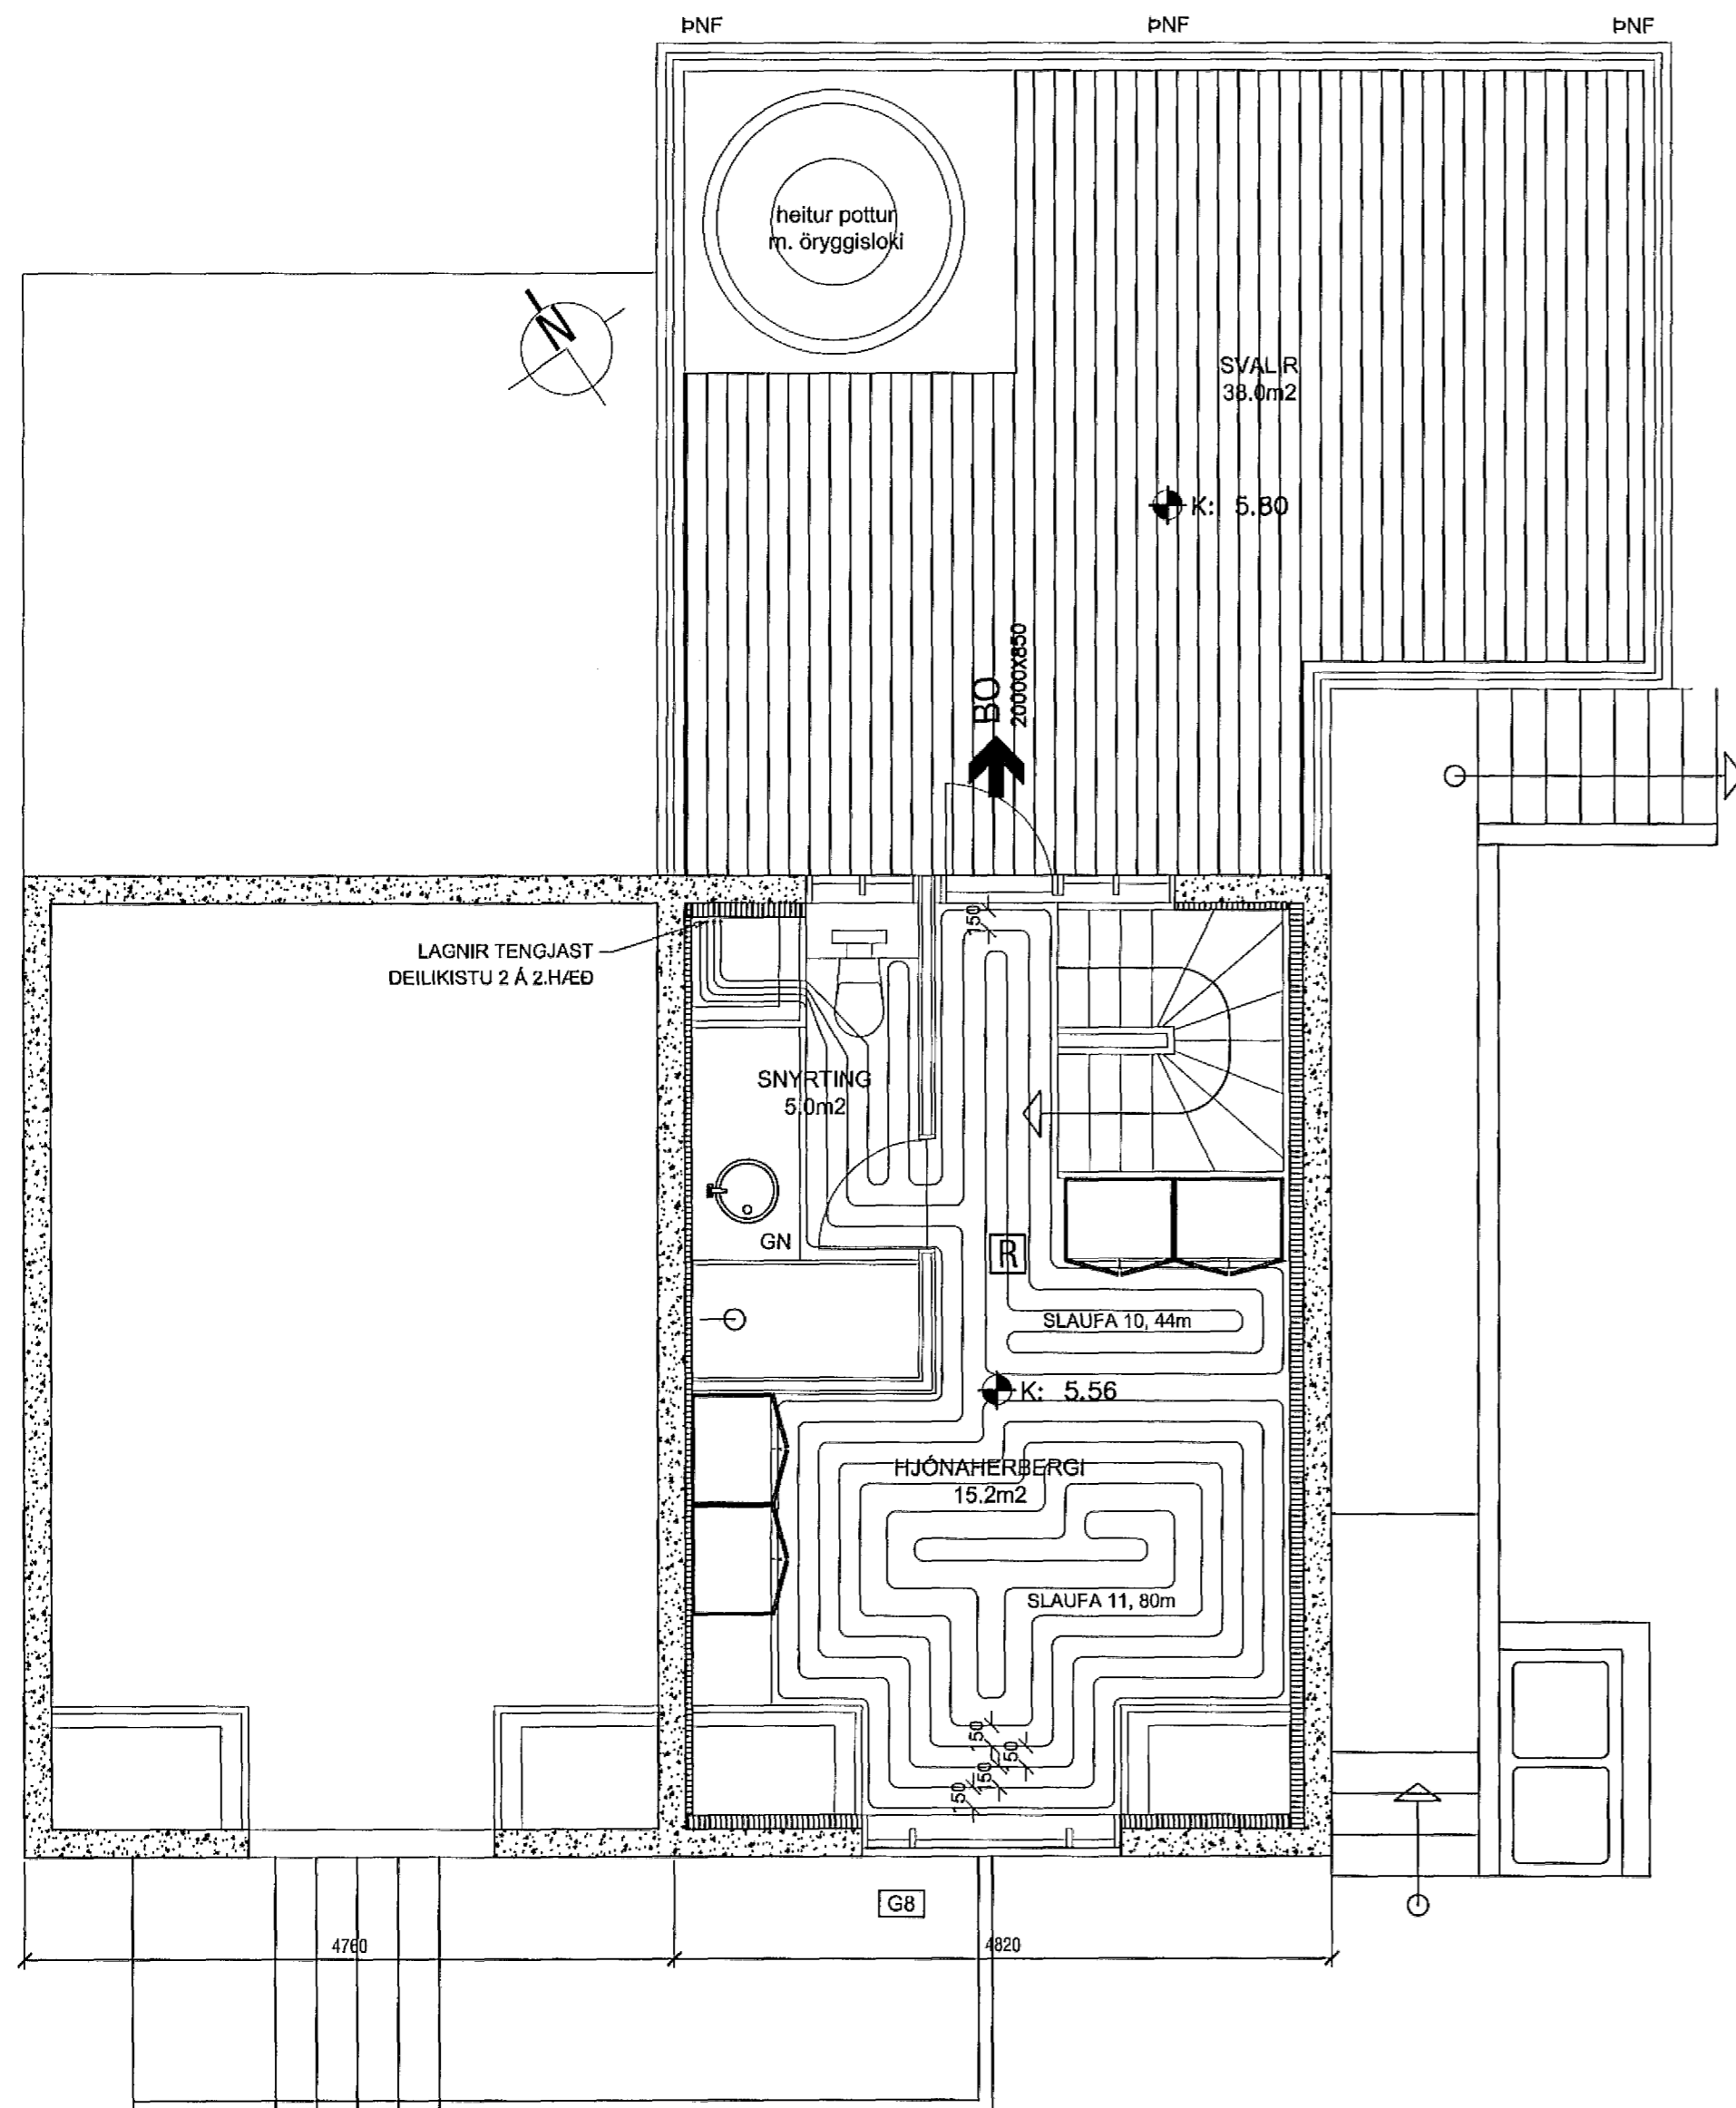 ÞNF
ÞNF
ÞNF
heitur pottur
m. öryggisloki
N
SVALIR
38.0m2
K: 5.80
BO
20000X850
LAGNIR TENGJAST
DEILIKISTU 2 Á 2.HÆÐ
150
SNYRTING
5.0m2
GN
R
SLAUFA 10, 44m
K: 5.56
HJÓNAHERBERGI
15.2m2
SLAUFA 11, 80m
150
150
150
150
G8
4760
4820